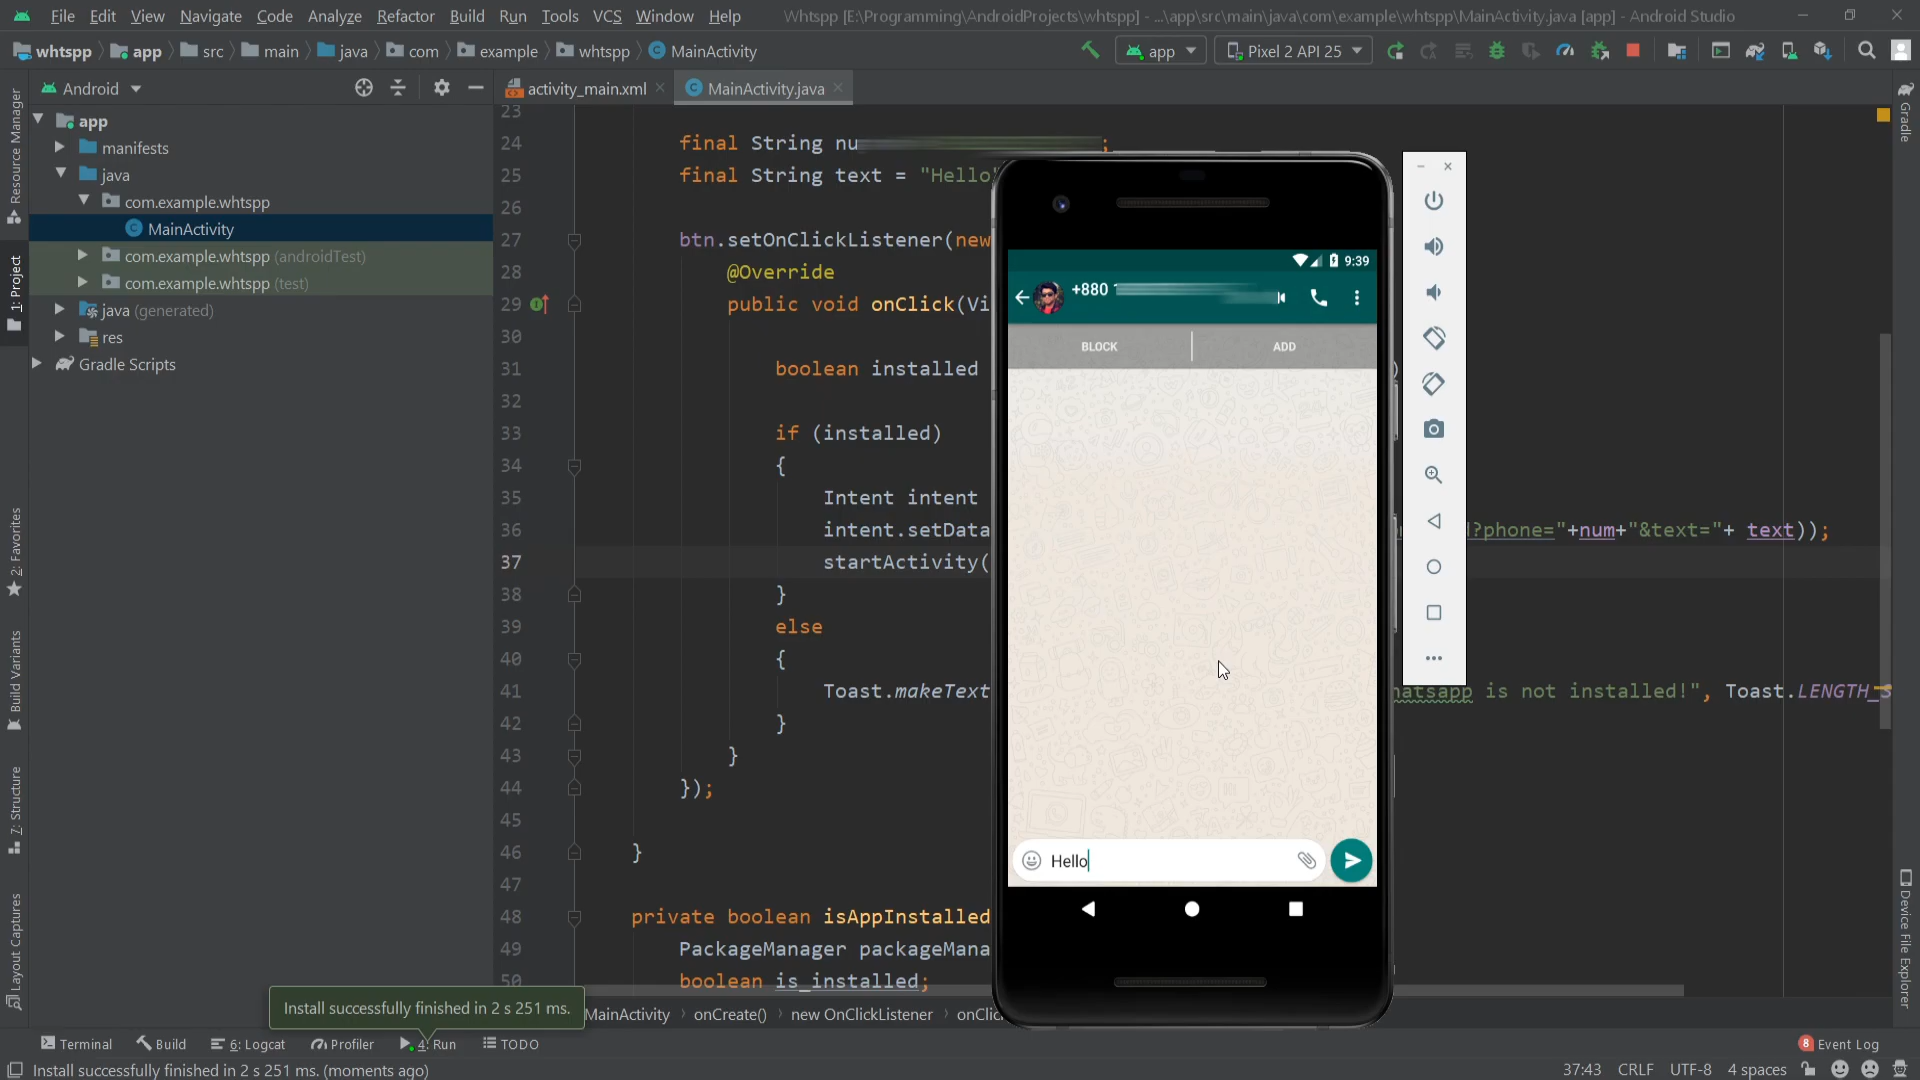 File Edit View Navigate Code Analyze Refactor Build Run Tools VCS Window Help Whtspp [E:\Programming\AndroidProjects\whtspp] - ...\app\src\main\java\com\example\whtspp\MainActivity.java [app] - Android Studio
whtspp app src main java com example whtspp MainActivity app Pixel 2 API 25
Android
activity_main.xml
MainActivity.java
Resource Manager
1: Project
2: Favorites
Build Variants
7: Structure
Layout Captures
app
manifests
java
com.example.whtspp
MainActivity
com.example.whtspp (androidTest)
com.example.whtspp (test)
java (generated)
res
Gradle Scripts
23
24 final String nu ;
25 final String text = "Hello
26
27 btn.setOnClickListener(new
28 @Override
29 public void onClick(Vi
30
31 boolean installed )
32
33 if (installed)
34 {
35 Intent intent
36 intent.setData d?phone="+num+"&text="+ text));
37 startActivity(
38 }
39 else
40 {
41 Toast.makeText hatsapp is not installed!", Toast.LENGTH_S
42 }
43 }
44 });
45
46 }
47
48 private boolean isAppInstalled
49 PackageManager packageMana
50 boolean is_installed;
9:39
+880
BLOCK ADD
Hello
Gradle
Device File Explorer
Install successfully finished in 2 s 251 ms.
MainActivity onCreate() new OnClickListener onClic
Terminal Build 6: Logcat Profiler 4: Run TODO 8 Event Log
Install successfully finished in 2 s 251 ms. (moments ago) 37:43 CRLF UTF-8 4 spaces